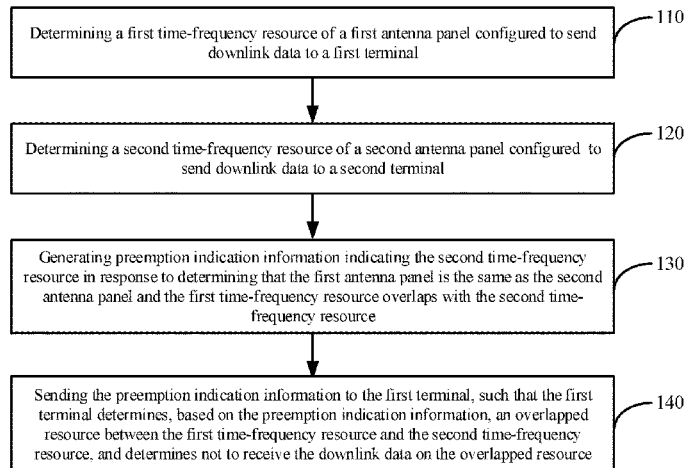 Determining a first time-frequency resource of a first antenna panel configured to send
downlink data to a first terminal
110
Determining a second time-frequency resource of a second antenna panel configured to
send downlink data to a second terminal
120
Generating preemption indication information indicating the second time-frequency
resource in response to determining that the first antenna panel is the same as the second
antenna panel and the first time-frequency resource overlaps with the second time-
frequency resource
130
Sending the preemption indication information to the first terminal, such that the first
terminal determines, based on the preemption indication information, an overlapped
resource between the first time-frequency resource and the second time-frequency
resource, and determines not to receive the downlink data on the overlapped resource
140